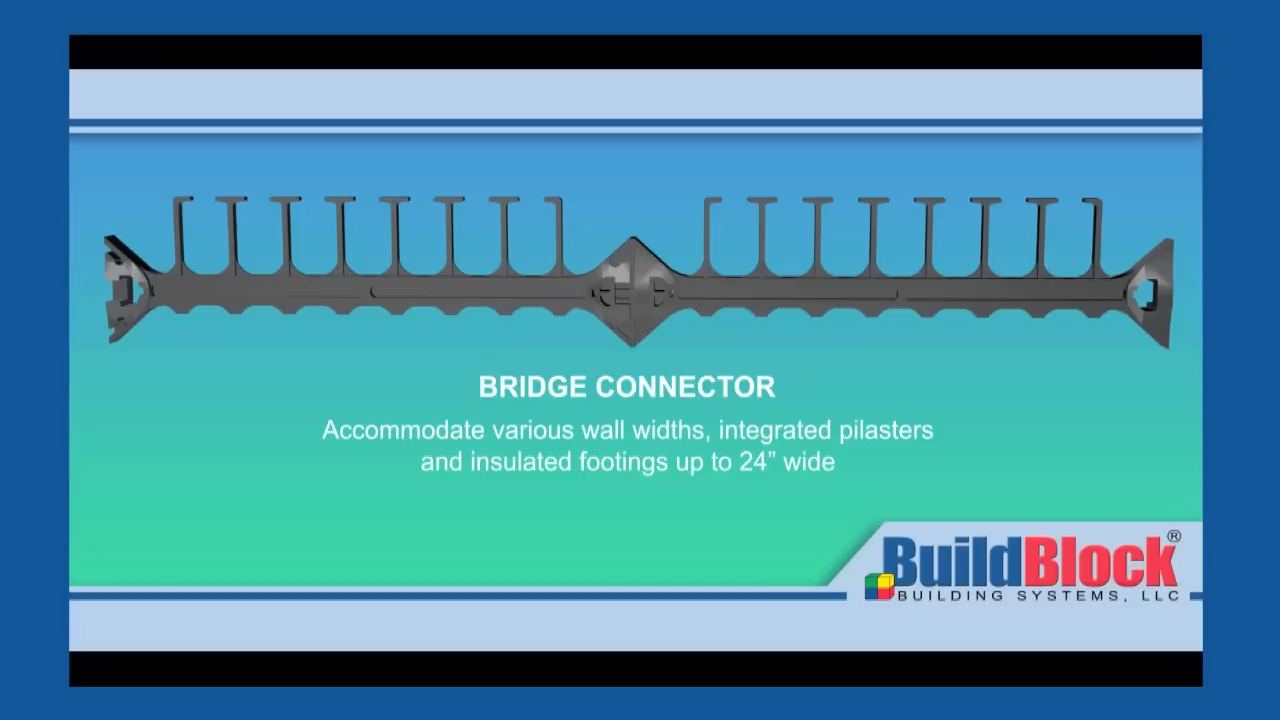 BRIDGE CONNECTOR
Accommodate various wall widths, integrated pilasters
and insulated footings up to 24” wide
BuildBlock®
BUILDING SYSTEMS, LLC